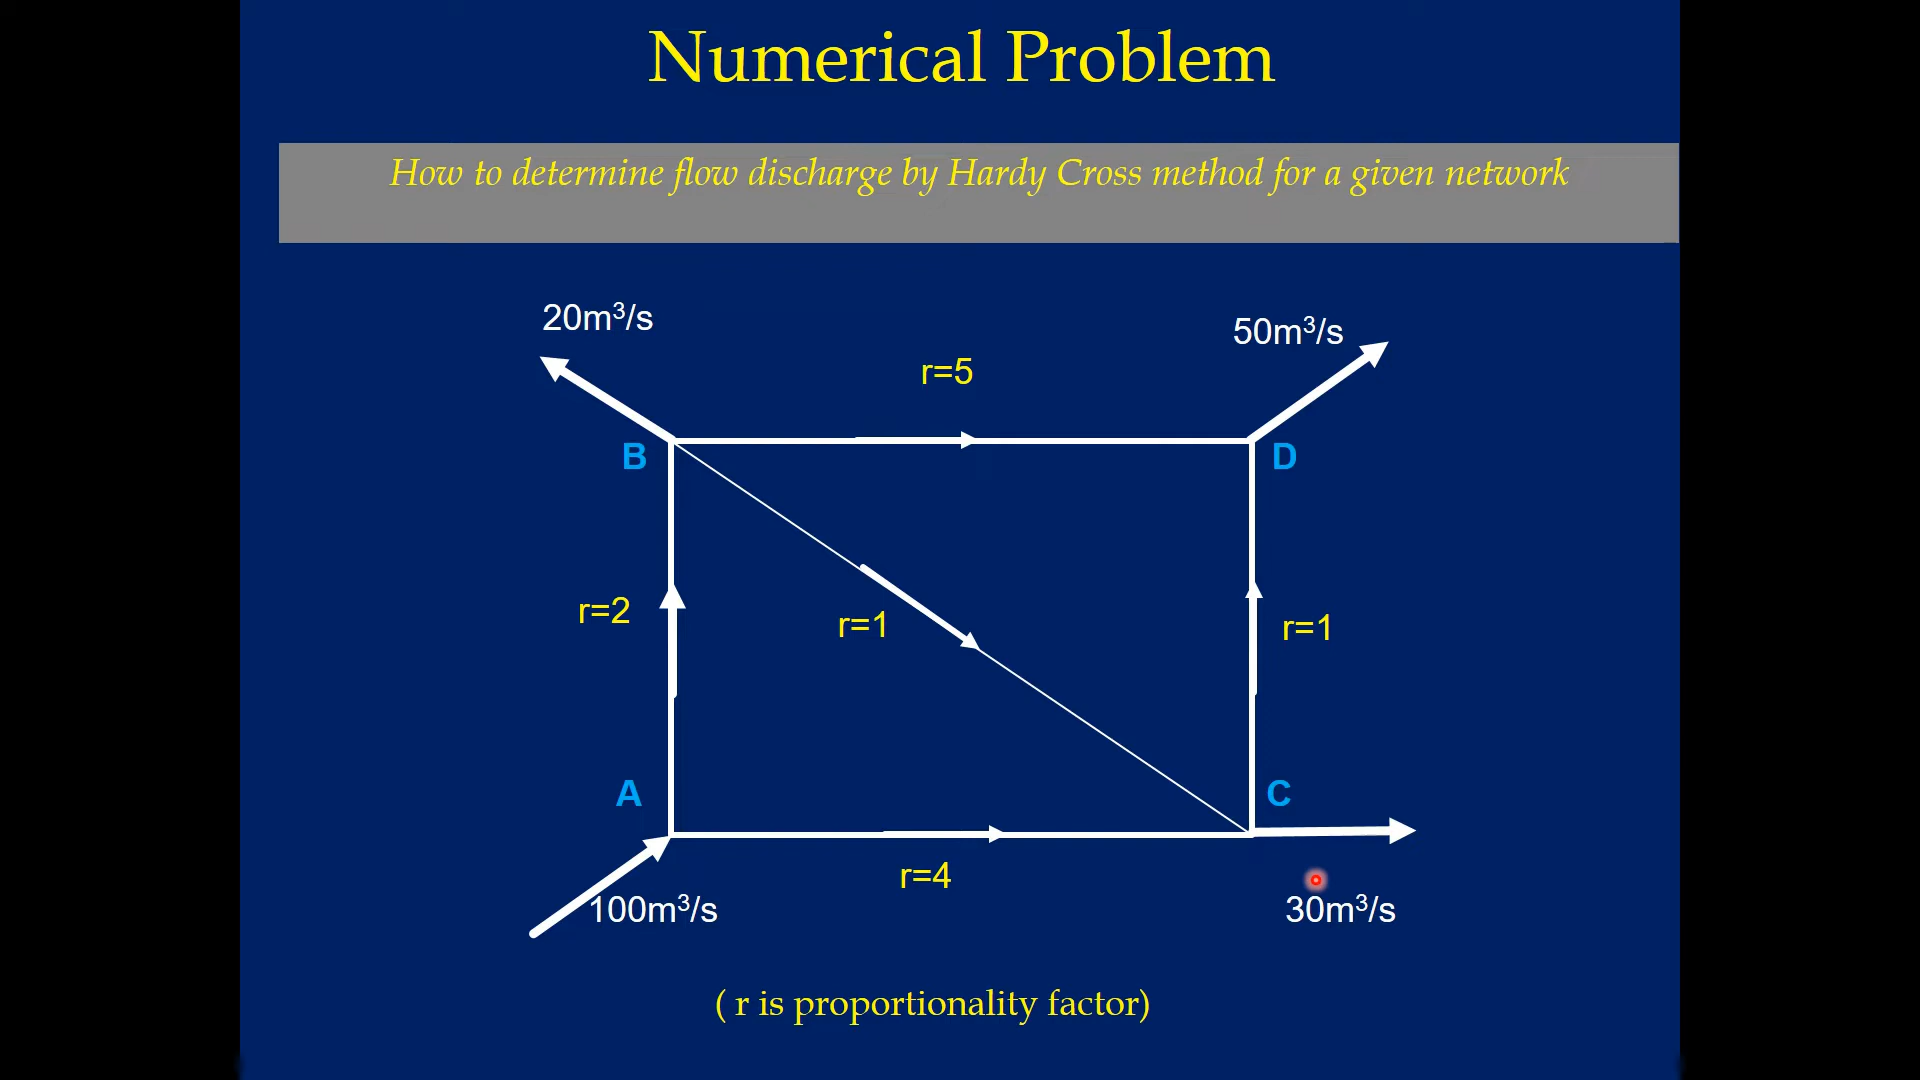 Numerical Problem
How to determine flow discharge by Hardy Cross method for a given network
20m³/s
50m³/s
r=5
B
D
r=2
r=1
r=1
A
C
r=4
100m³/s
30m³/s
( r is proportionality factor)